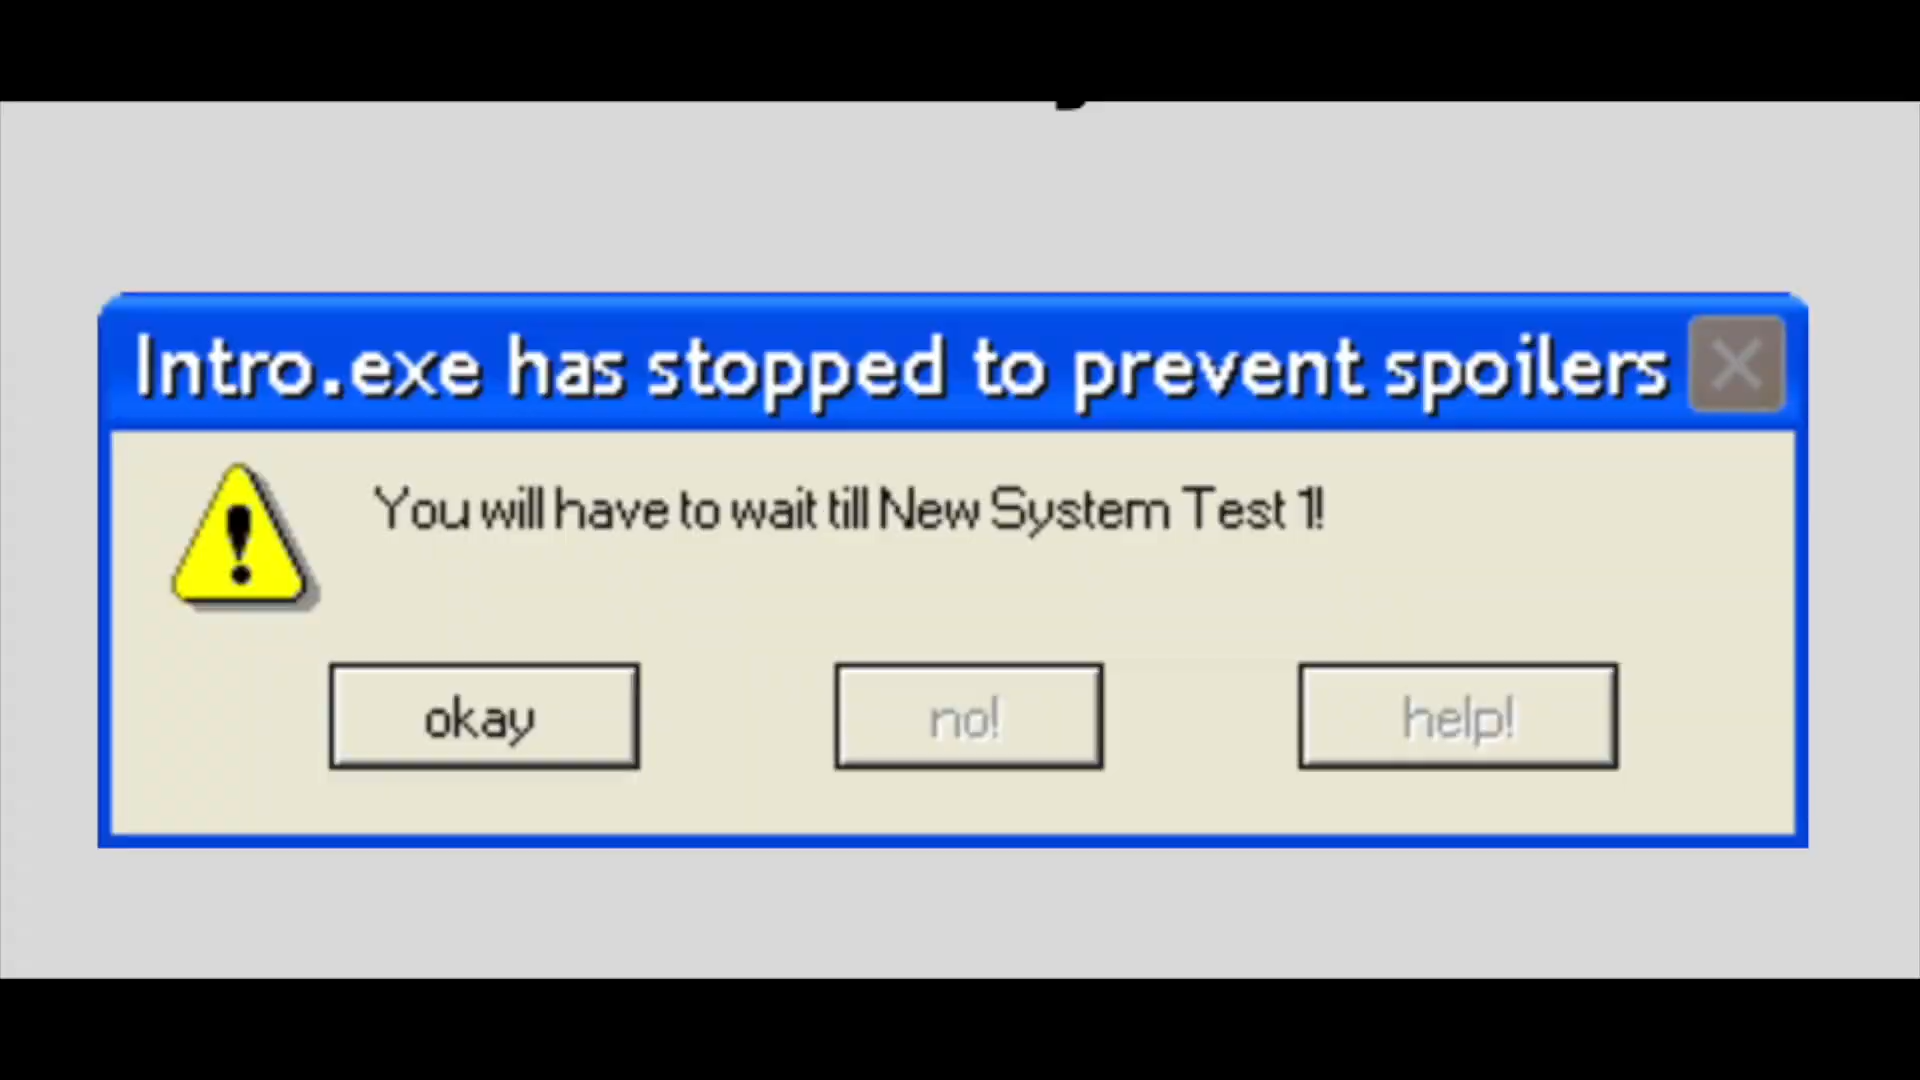 Intro.exe has stopped to prevent spoilers
You will have to wait till New System Test 1!
okay
no!
help!